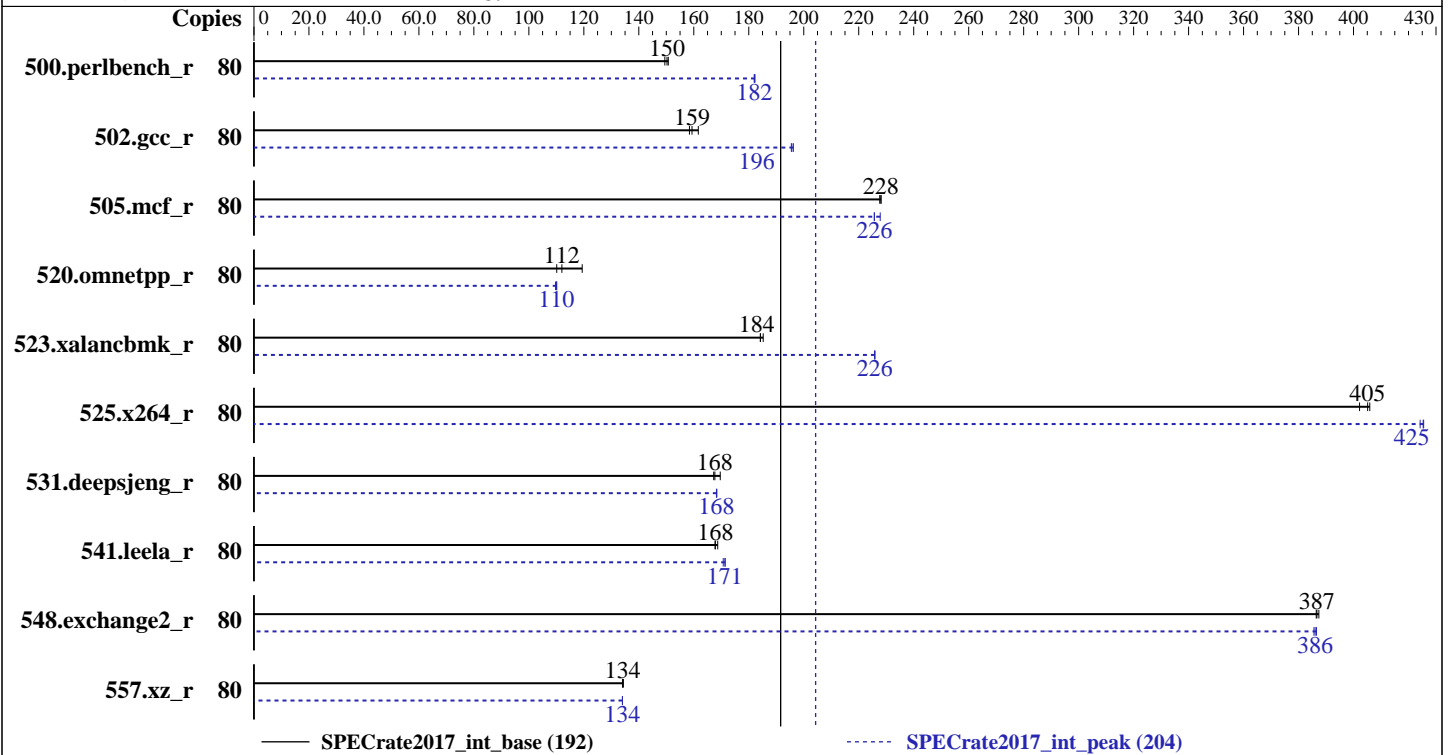 Copies 0 20.0 40.0 60.0 80.0 100 120 140 160 180 200 220 240 260 280 300 320 340 360 380 400 430
500.perlbench_r 80 150
182
502.gcc_r 80 159
196
505.mcf_r 80 228
226
520.omnetpp_r 80 112
110
523.xalancbmk_r 80 184
226
525.x264_r 80 405
425
531.deepsjeng_r 80 168
168
541.leela_r 80 168
171
548.exchange2_r 80 387
386
557.xz_r 80 134
134
SPECrate2017_int_base (192) SPECrate2017_int_peak (204)